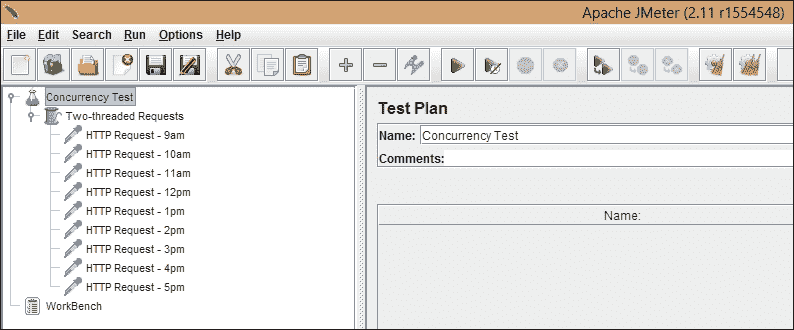 Apache JMeter (2.11 r1554548)
File Edit Search Run Options Help
Concurrency Test
Two-threaded Requests
HTTP Request - 9am
HTTP Request - 10am
HTTP Request - 11am
HTTP Request - 12pm
HTTP Request - 1pm
HTTP Request - 2pm
HTTP Request - 3pm
HTTP Request - 4pm
HTTP Request - 5pm
WorkBench
Test Plan
Name: Concurrency Test
Comments:
Name: